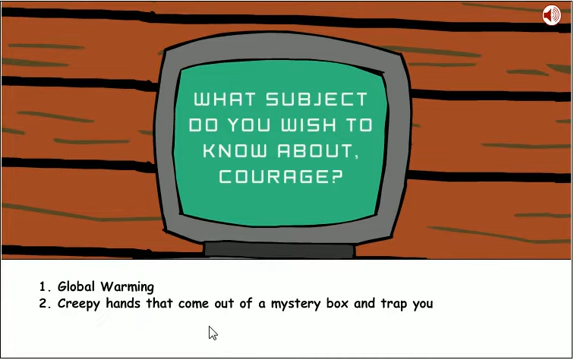 WHAT SUBJECT
DO YOU WISH TO
KNOW ABOUT,
COURAGE?
1. Global Warming
2. Creepy hands that come out of a mystery box and trap you